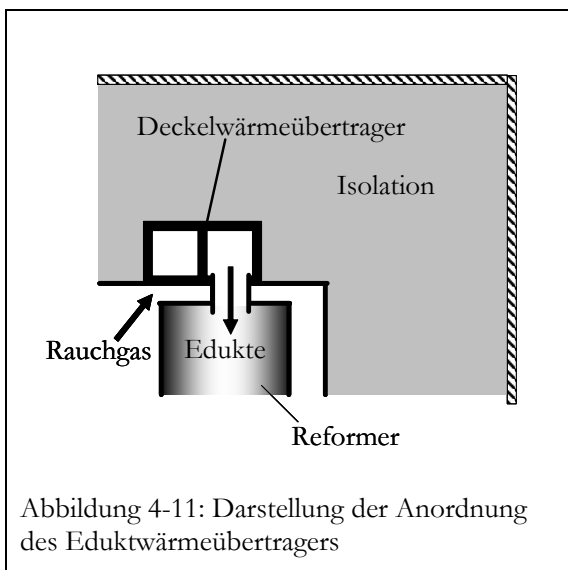 Deckelwärmeübertrager
Isolation
Rauchgas
Edukte
Reformer
Abbildung 4-11: Darstellung der Anordnung
des Eduktwärmeübertragers